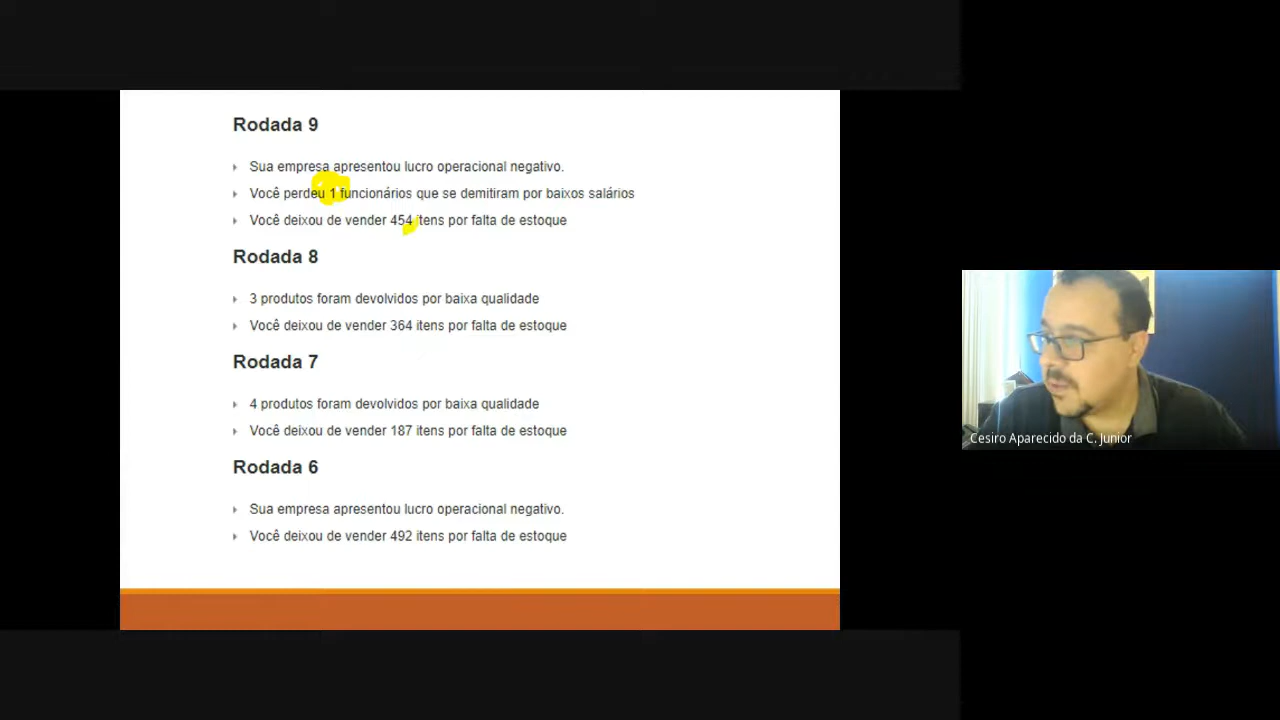 Rodada 9
Sua empresa apresentou lucro operacional negativo.
Você perdeu 1 funcionários que se demitiram por baixos salários
Você deixou de vender 454 itens por falta de estoque
Rodada 8
3 produtos foram devolvidos por baixa qualidade
Você deixou de vender 364 itens por falta de estoque
Rodada 7
4 produtos foram devolvidos por baixa qualidade
Você deixou de vender 187 itens por falta de estoque
Rodada 6
Sua empresa apresentou lucro operacional negativo.
Você deixou de vender 492 itens por falta de estoque
Cesiro Aparecido da C. Junior